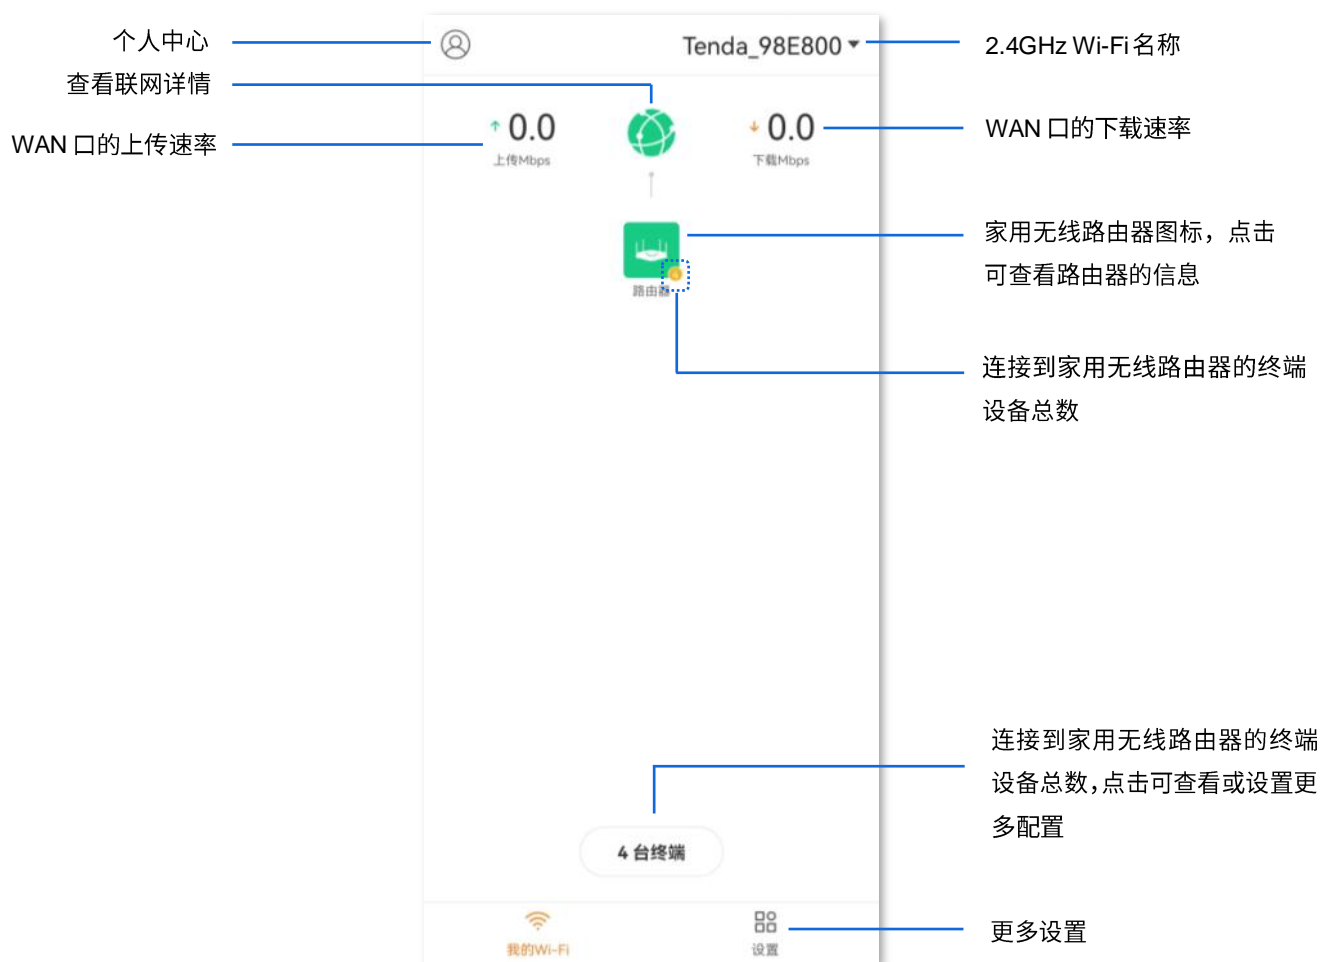 个人中心
Tenda_98E800
2.4GHz Wi-Fi名称
查看联网详情
WAN 口的上传速率
0.0
上传Mbps
0.0
下载Mbps
WAN 口的下载速率
家用无线路由器图标，点击
可查看路由器的信息
4
路由器
连接到家用无线路由器的终端
设备总数
连接到家用无线路由器的终端
设备总数，点击可查看或设置更
多配置
4 台终端
我的Wi-Fi
设置
更多设置